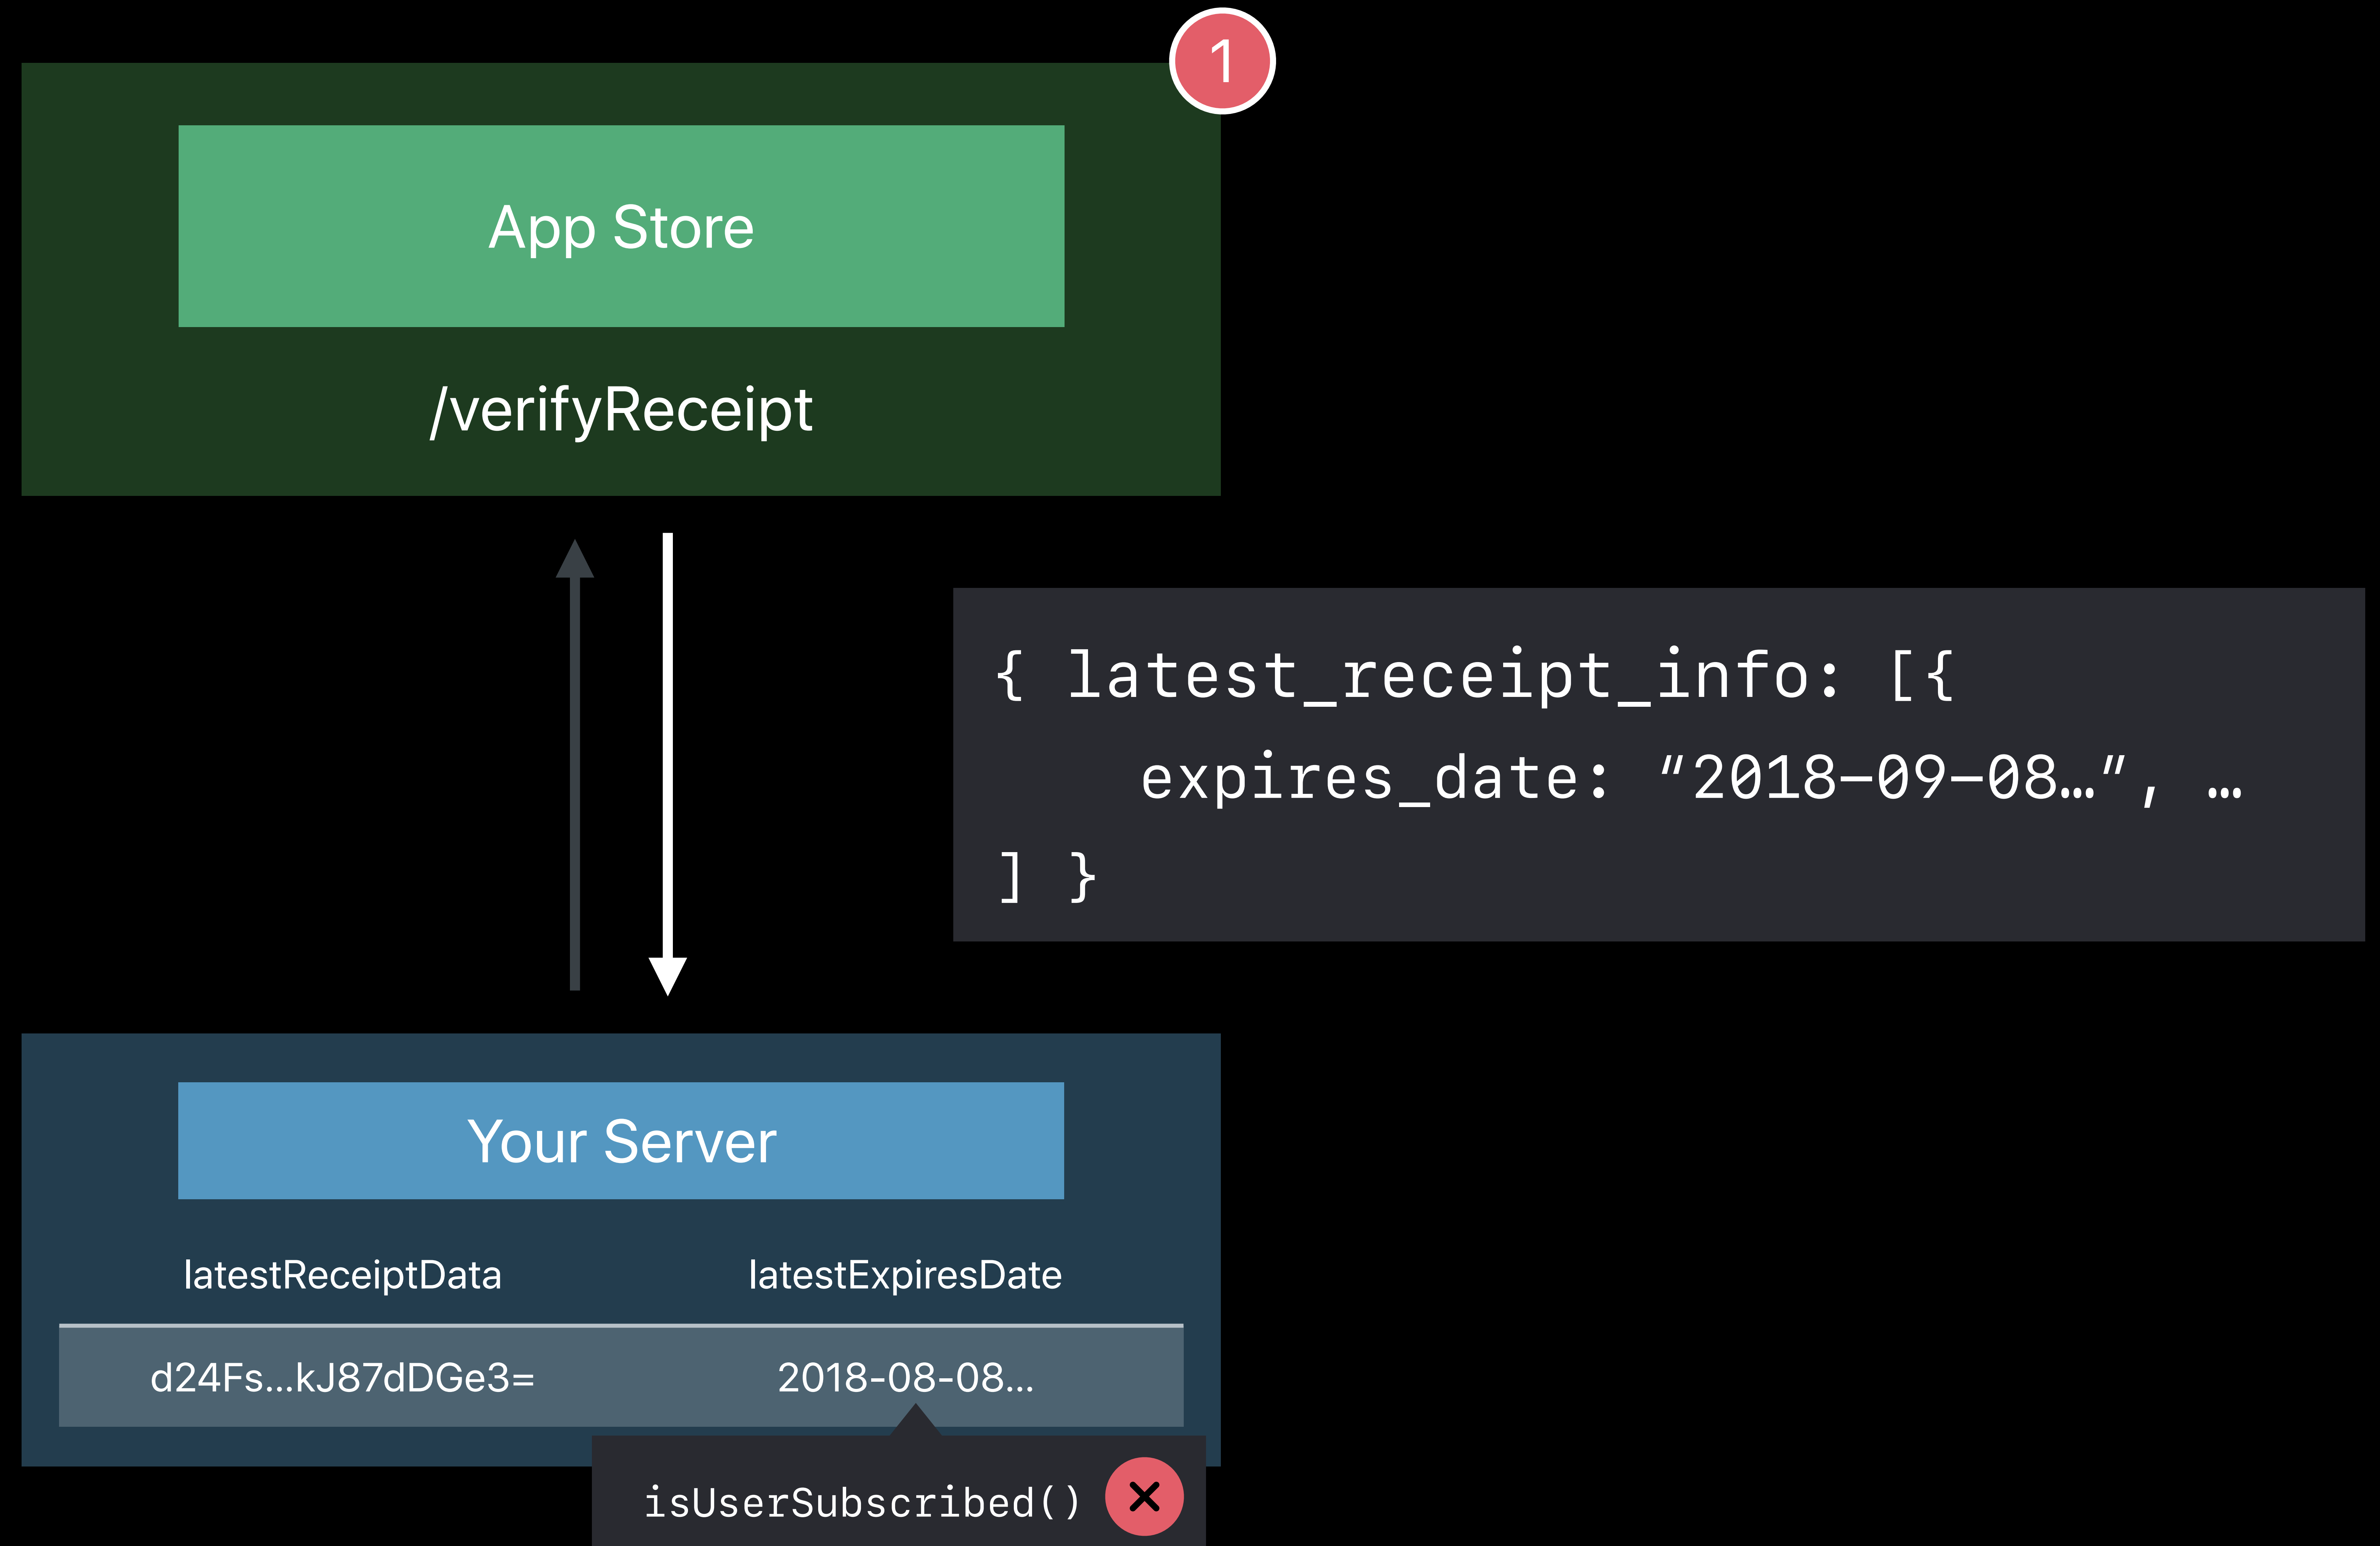 1
App Store
/verifyReceipt
{ latest_receipt_info: [{
expires_date: “2018-09-08…”, …
] }
Your Server
latestReceiptData latestExpiresDate
d24Fs...kJ87dDGe3= 2018-08-08...
isUserSubscribed()